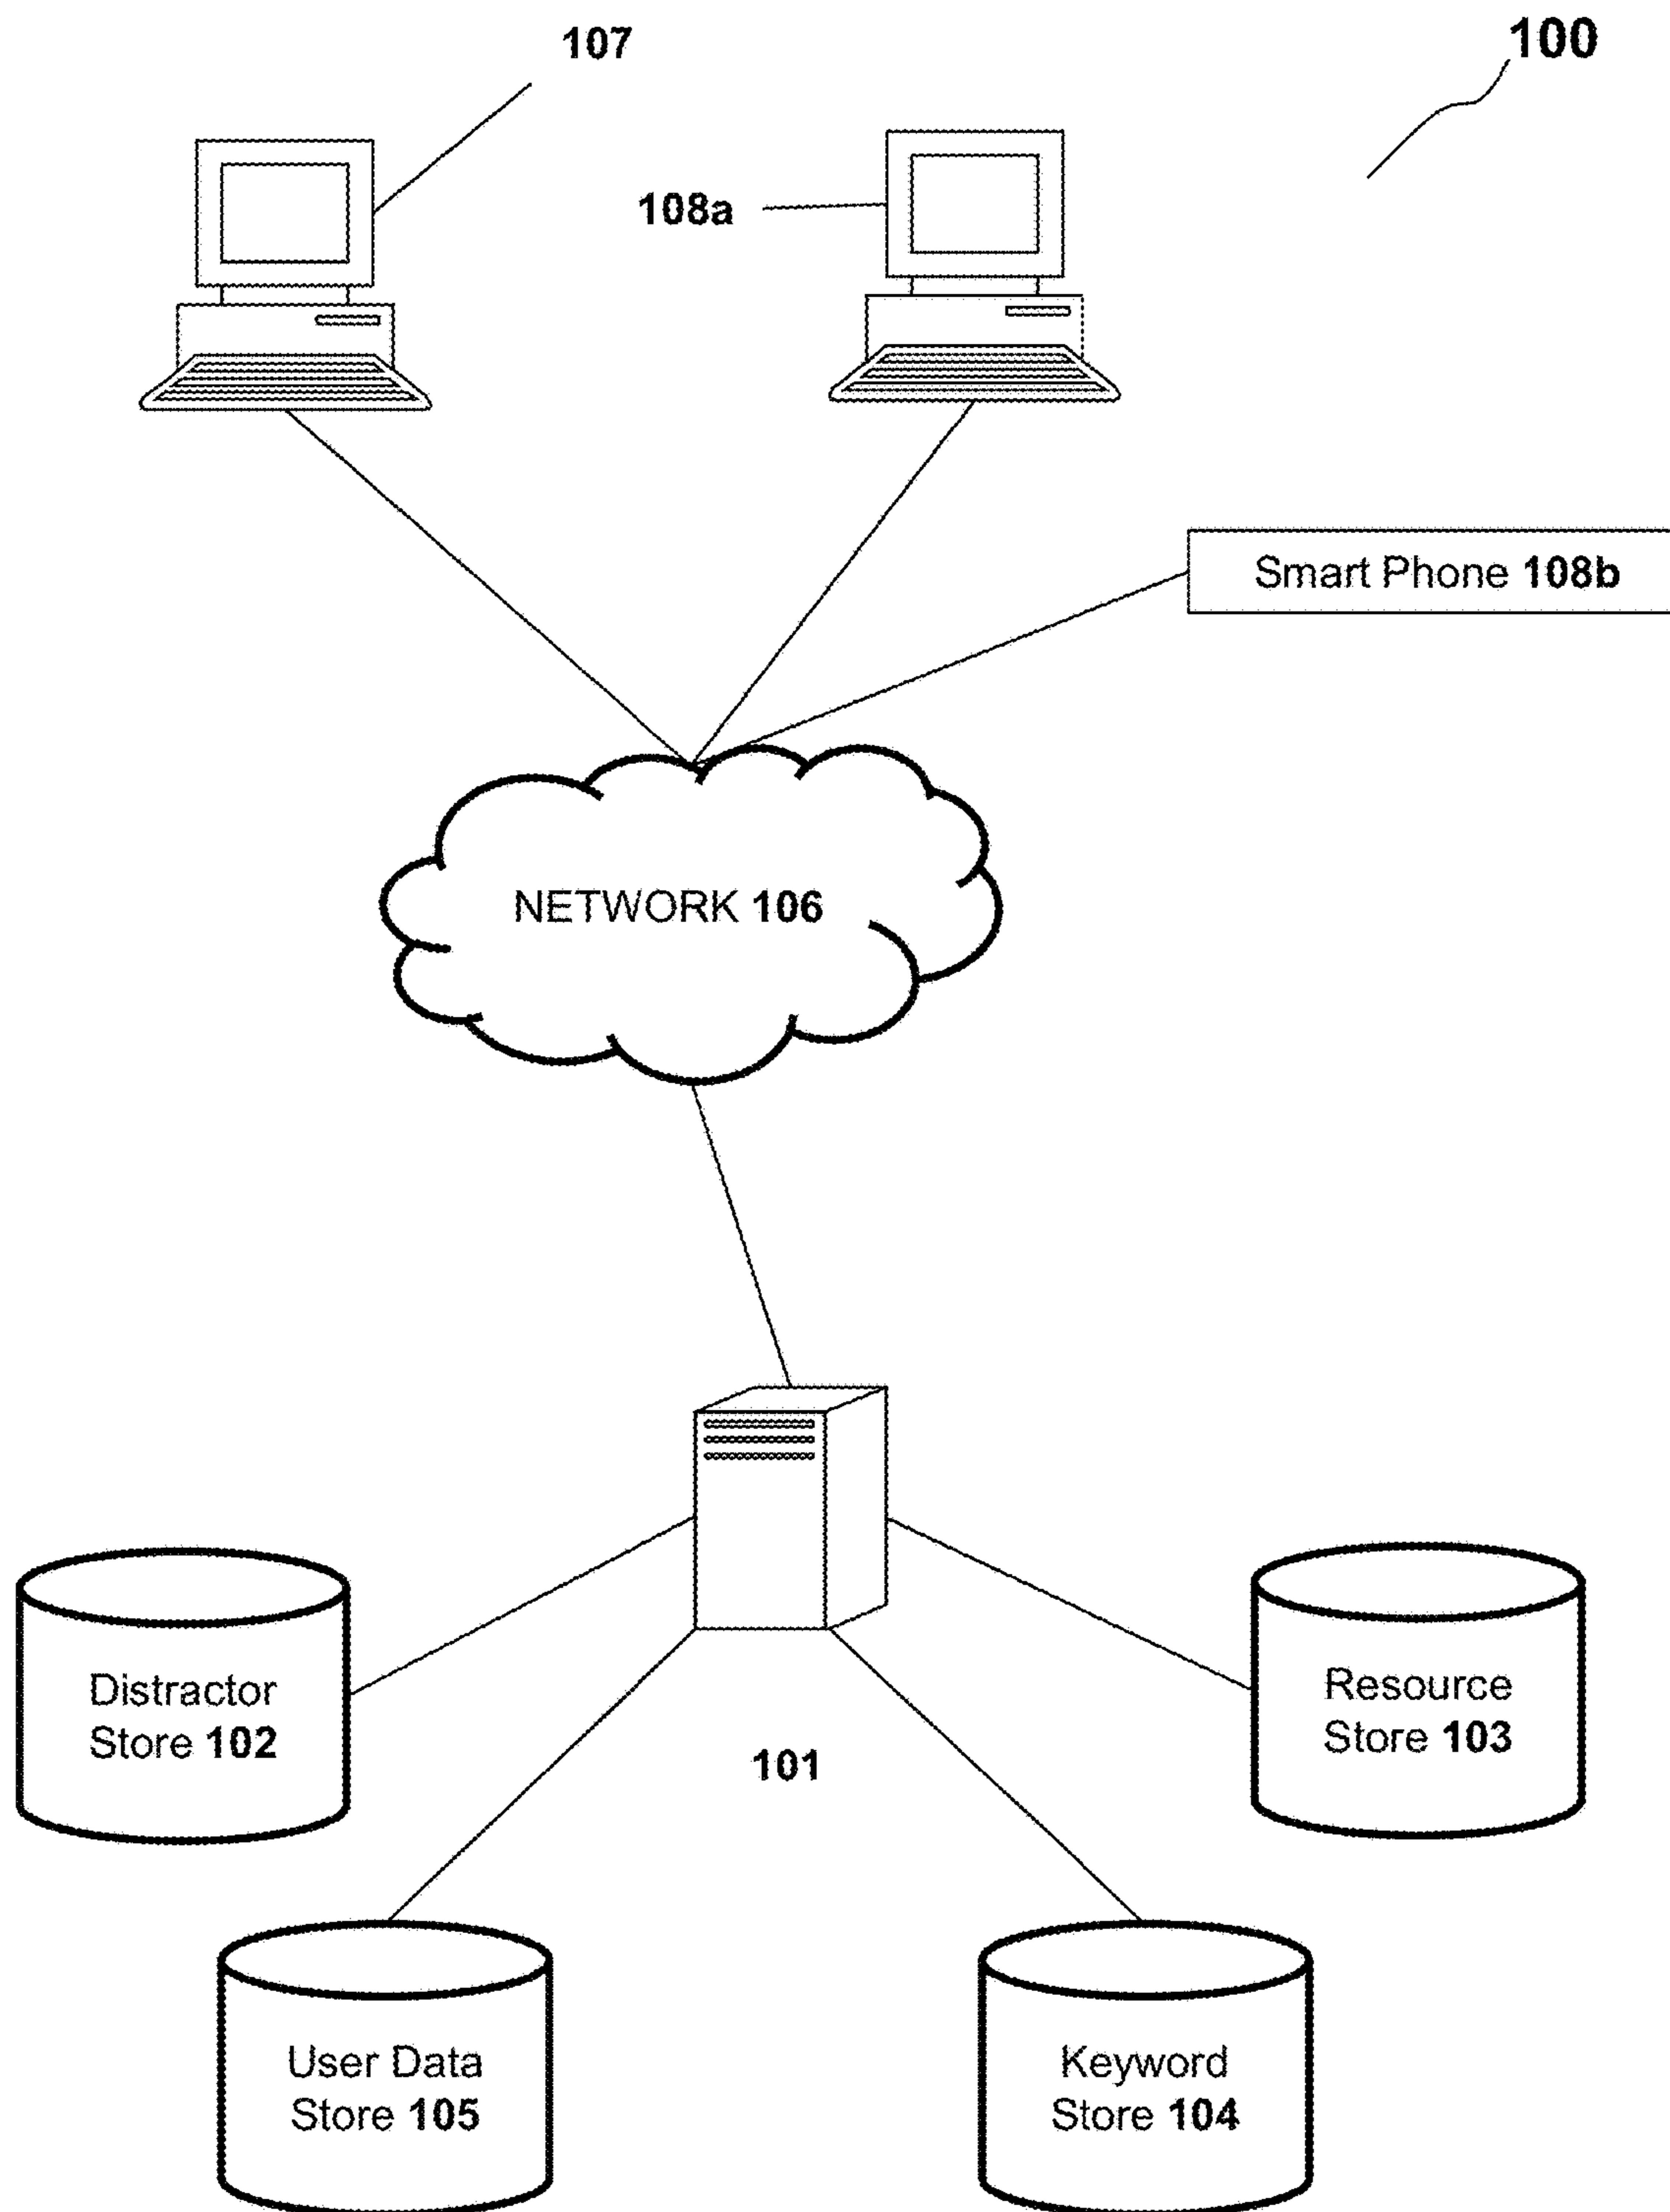 107
100
108a
Smart Phone 108b
NETWORK 106
Distractor
Store 102
101
Resource
Store 103
User Data
Store 105
Keyword
Store 104